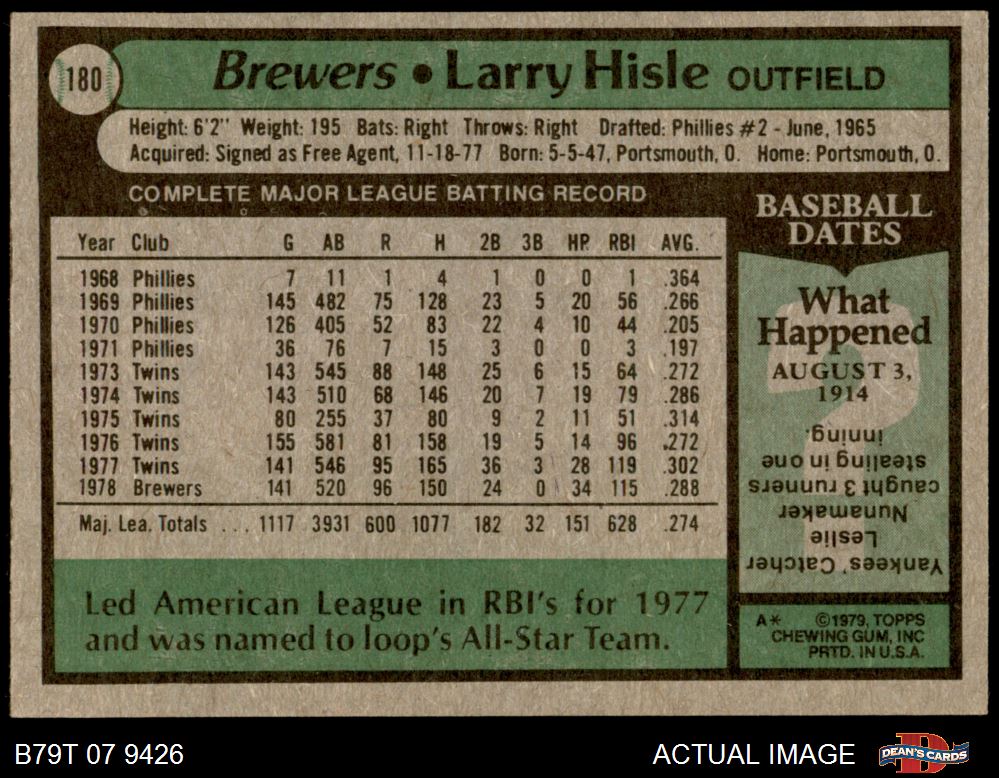 180
Brewers • Larry Hisle OUTFIELD
Height: 6'2" Weight: 195 Bats: Right Throws: Right Drafted: Phillies #2 - June, 1965
Acquired: Signed as Free Agent, 11-18-77 Born: 5-5-47, Portsmouth, O. Home: Portsmouth, O.
COMPLETE MAJOR LEAGUE BATTING RECORD
Year Club G AB R H 2B 3B HR RBI AVG.
1968 Phillies 7 11 1 4 1 0 0 1 .364
1969 Phillies 145 482 75 128 23 5 20 56 .266
1970 Phillies 126 405 52 83 22 4 10 44 .205
1971 Phillies 36 76 7 15 3 0 0 3 .197
1973 Twins 143 545 88 148 25 6 15 64 .272
1974 Twins 143 510 68 146 20 7 19 79 .286
1975 Twins 80 255 37 80 9 2 11 51 .314
1976 Twins 155 581 81 158 19 5 14 96 .272
1977 Twins 141 546 95 165 36 3 28 119 .302
1978 Brewers 141 520 96 150 24 0 34 115 .288
Maj. Lea. Totals ... 1117 3931 600 1077 182 32 151 628 .274
Led American League in RBI's for 1977
and was named to loop's All-Star Team.
BASEBALL
DATES
What
Happened
AUGUST 3,
1914
Yankees' Catcher
Leslie
Nunamaker
caught 3 runners
stealing in one
inning.
A* ©1979, TOPPS
CHEWING GUM, INC
PRTD. IN U.S.A.
B79T 07 9426
ACTUAL IMAGE
DEAN'S CARDS